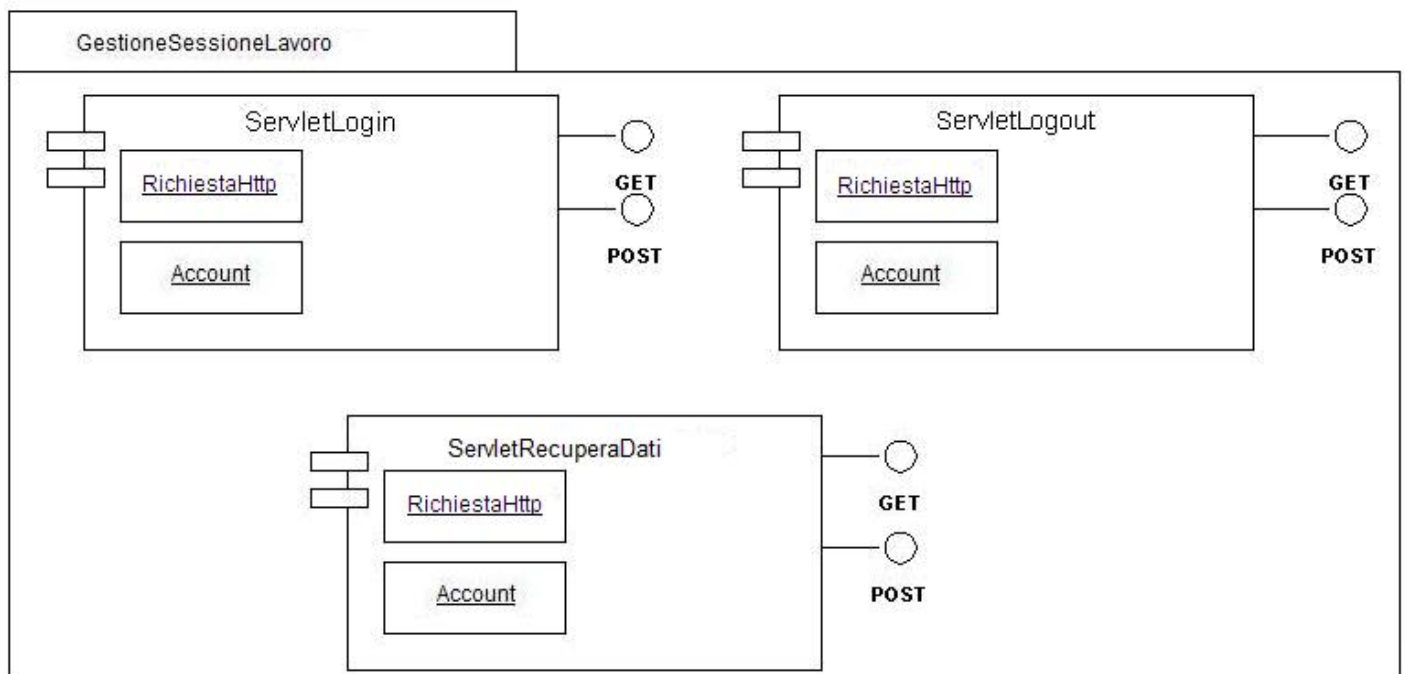 GestioneSessioneLavoro
ServletLogin
RichiestaHttp
Account
GET
POST
ServletLogout
RichiestaHttp
Account
GET
POST
ServletRecuperaDati
RichiestaHttp
Account
GET
POST